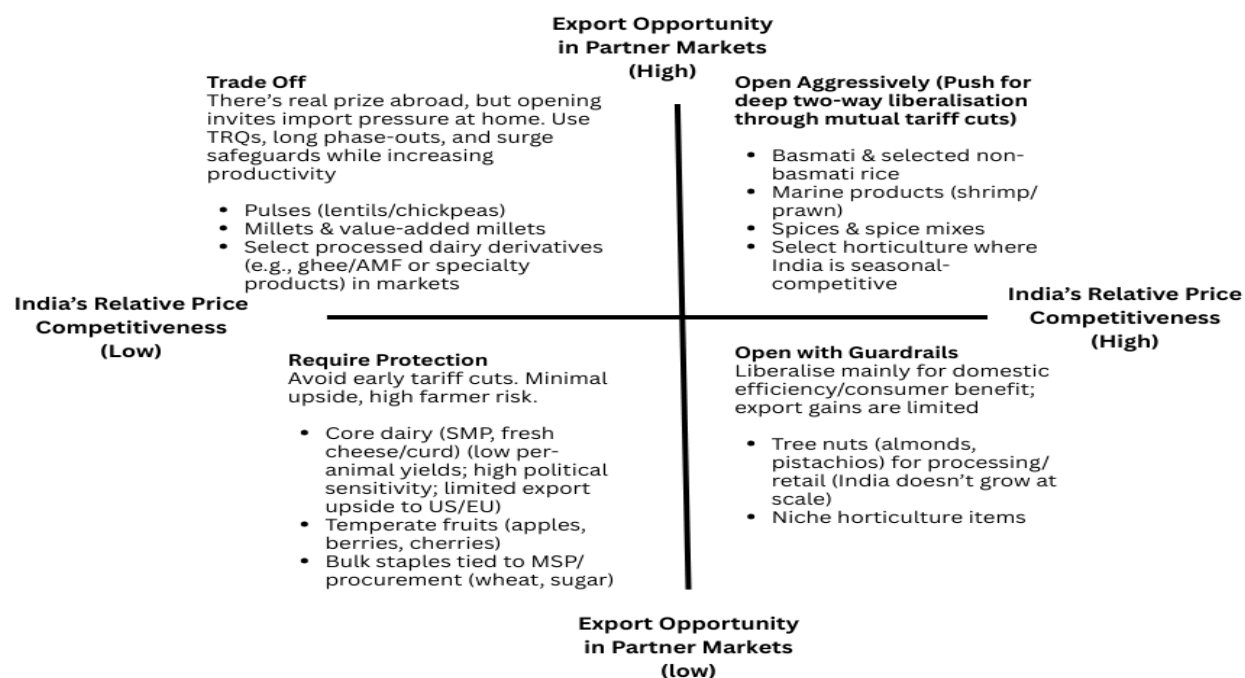 Export Opportunity
in Partner Markets
(High)
Trade Off
There's real prize abroad, but opening
invites import pressure at home. Use
TRQs, long phase-outs, and surge
safeguards while increasing
productivity
• Pulses (lentils/chickpeas)
• Millets & value-added millets
• Select processed dairy derivatives
(e.g., ghee/AMF or specialty
products) in markets
Open Aggressively (Push for
deep two-way liberalisation
through mutual tariff cuts)
• Basmati & selected non-
basmati rice
• Marine products (shrimp/
prawn)
• Spices & spice mixes
• Select horticulture where
India is seasonal-
competitive
India's Relative Price
Competitiveness
(Low)
India's Relative Price
Competitiveness
(High)
Require Protection
Avoid early tariff cuts. Minimal
upside, high farmer risk.
• Core dairy (SMP, fresh
cheese/curd) (low per-
animal yields; high political
sensitivity; limited export
upside to US/EU)
• Temperate fruits (apples,
berries, cherries)
• Bulk staples tied to MSP/
procurement (wheat, sugar)
Open with Guardrails
Liberalise mainly for domestic
efficiency/consumer benefit;
export gains are limited
• Tree nuts (almonds,
pistachios) for processing/
retail (India doesn't grow at
scale)
• Niche horticulture items
Export Opportunity
in Partner Markets
(low)